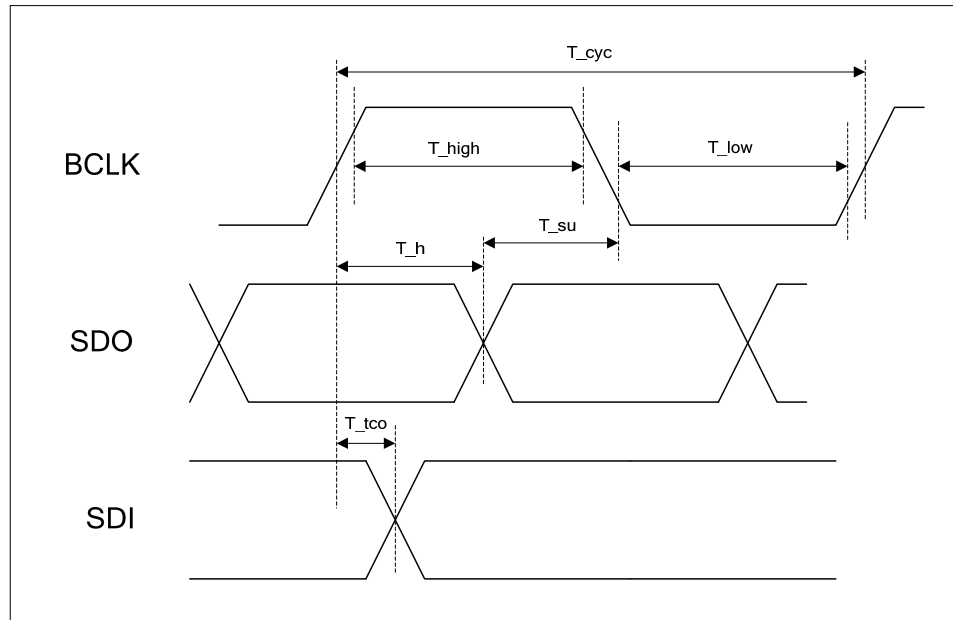 T_cyc
BCLK
T_high
T_low
T_su
T_h
SDO
T_tco
SDI